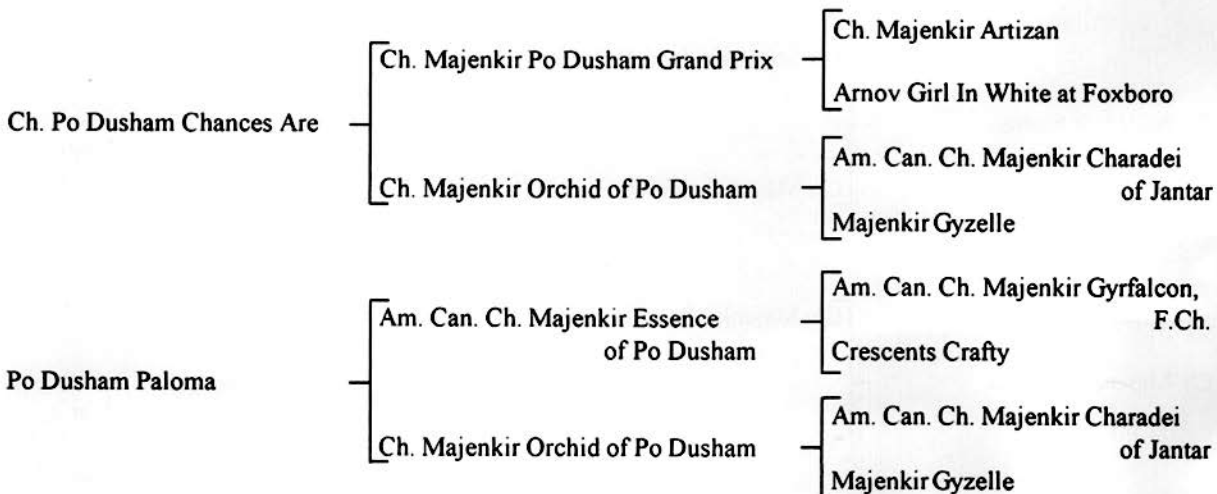 Ch. Majenkir Artizan
Ch. Majenkir Po Dusham Grand Prix
Arnov Girl In White at Foxboro
Ch. Po Dusham Chances Are
Am. Can. Ch. Majenkir Charadei
of Jantar
Ch. Majenkir Orchid of Po Dusham
Majenkir Gyzelle
Am. Can. Ch. Majenkir Gyrfalcon,
F.Ch.
Am. Can. Ch. Majenkir Essence
of Po Dusham
Crescents Crafty
Po Dusham Paloma
Am. Can. Ch. Majenkir Charadei
of Jantar
Ch. Majenkir Orchid of Po Dusham
Majenkir Gyzelle